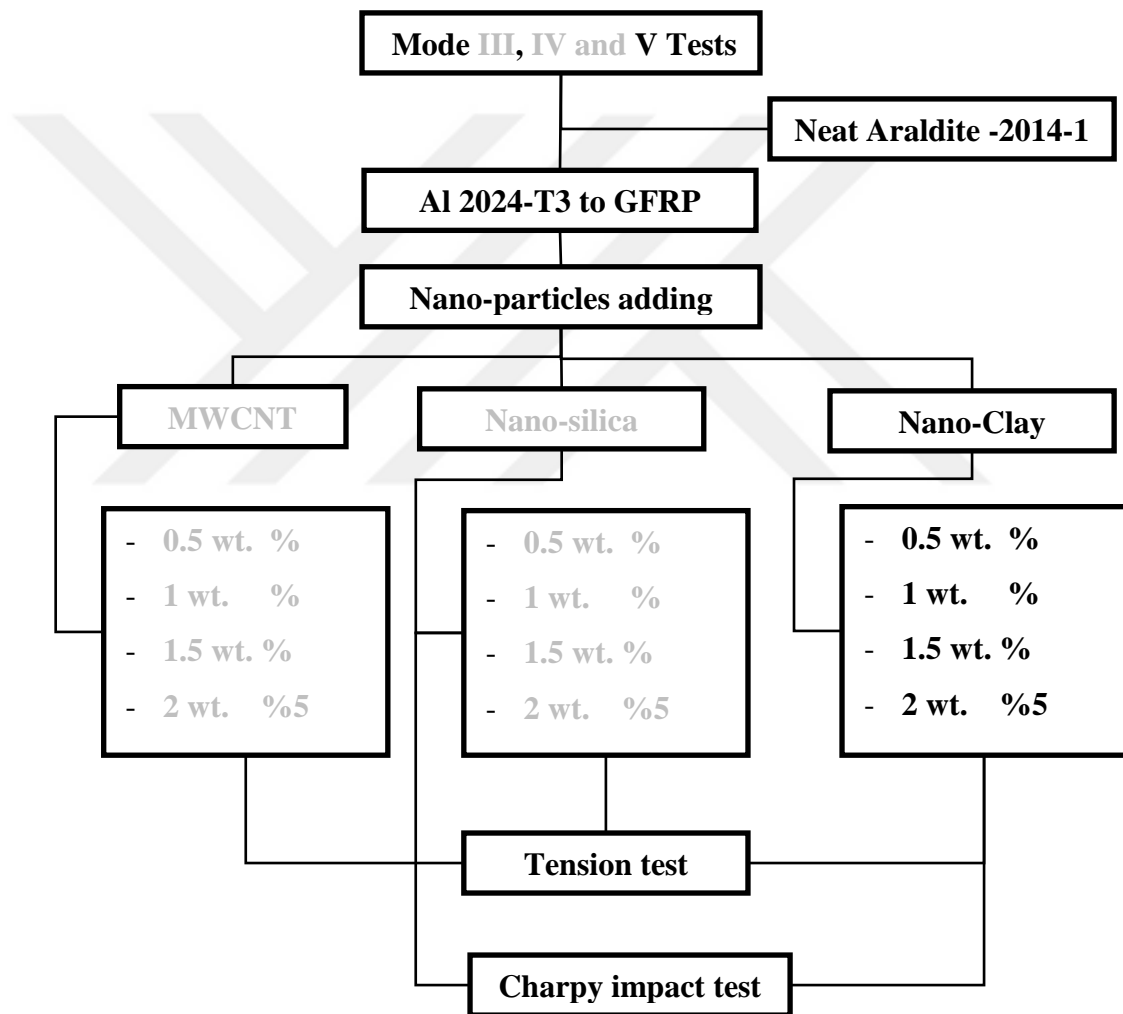 Mode III, IV and V Tests
Neat Araldite -2014-1
Al 2024-T3 to GFRP
Nano-particles adding
MWCNT
Nano-silica
Nano-Clay
- 0.5 wt. %
- 1 wt. %
- 1.5 wt. %
- 2 wt. %5
- 0.5 wt. %
- 1 wt. %
- 1.5 wt. %
- 2 wt. %5
- 0.5 wt. %
- 1 wt. %
- 1.5 wt. %
- 2 wt. %5
Tension test
Charpy impact test